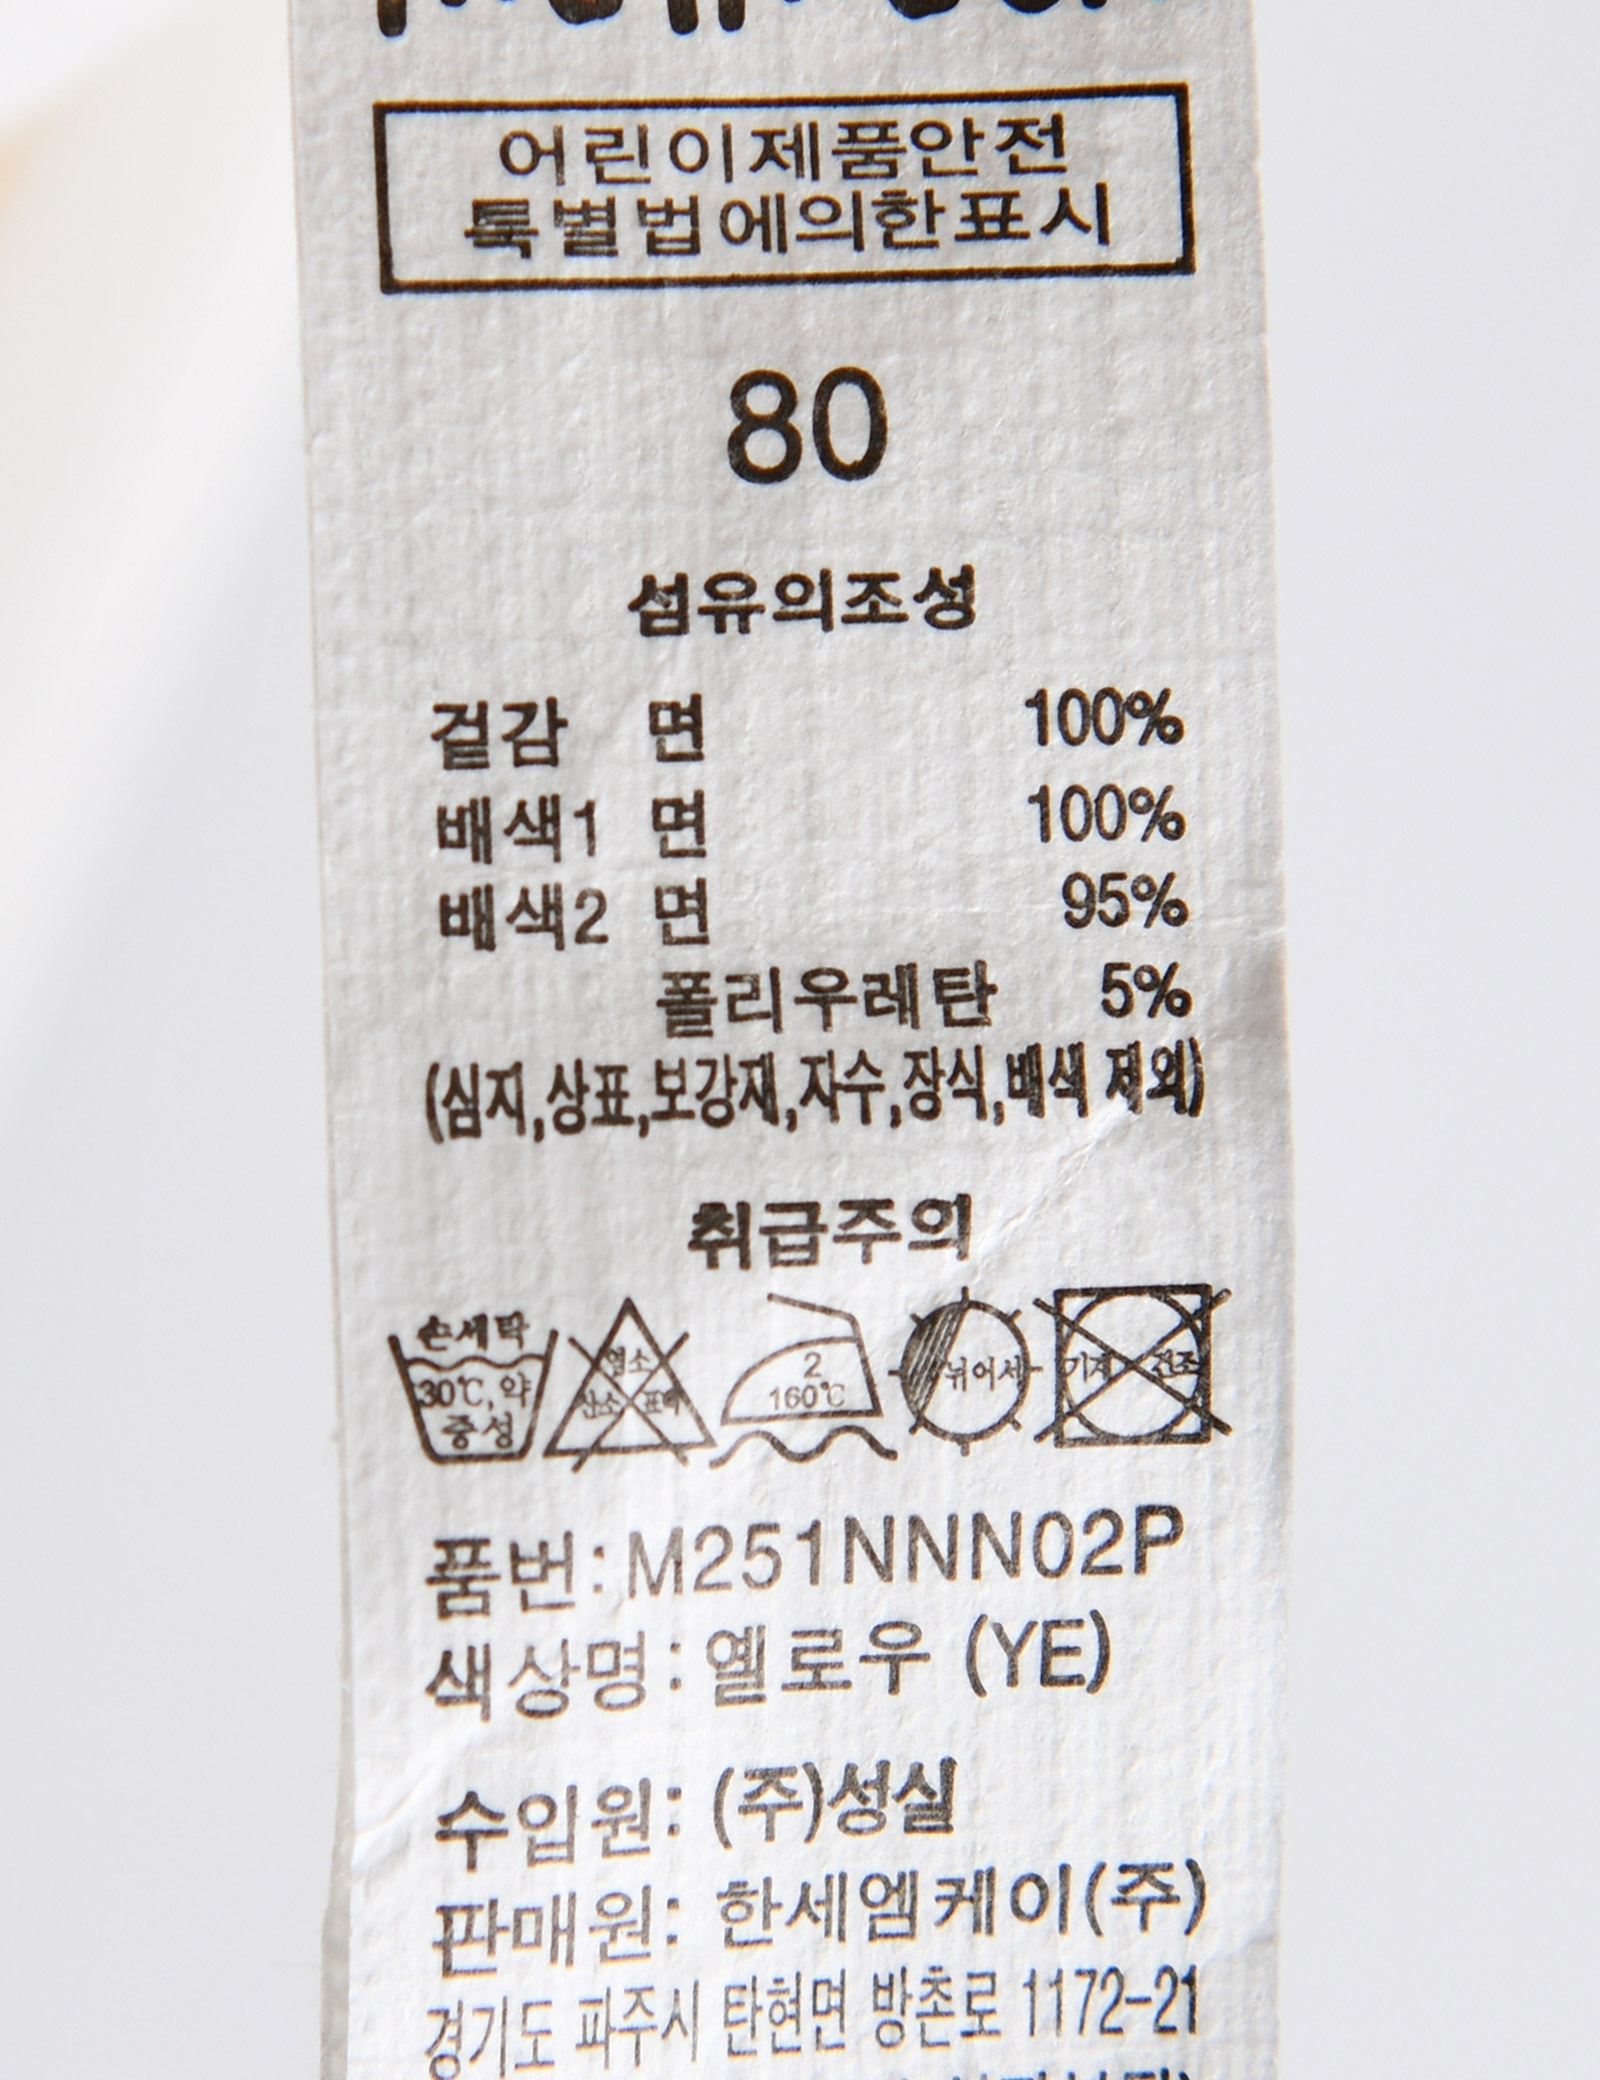 어린이제품안전
특별법에의한표시
80
섬유의조성
겉감 면 100%
배색1 면 100%
배색2 면 95%
폴리우레탄 5%
(심지,상표,보강재,자수,장식,배색 제외)
취급주의
손세탁
30℃,약
중성
염소
산소 표백
2
160℃
뉘어서
기계 건조
품번: M251NNN02P
색상명: 옐로우 (YE)
수입원: (주)성실
판매원: 한세엠케이(주)
경기도 파주시 탄현면 방촌로 1172-21